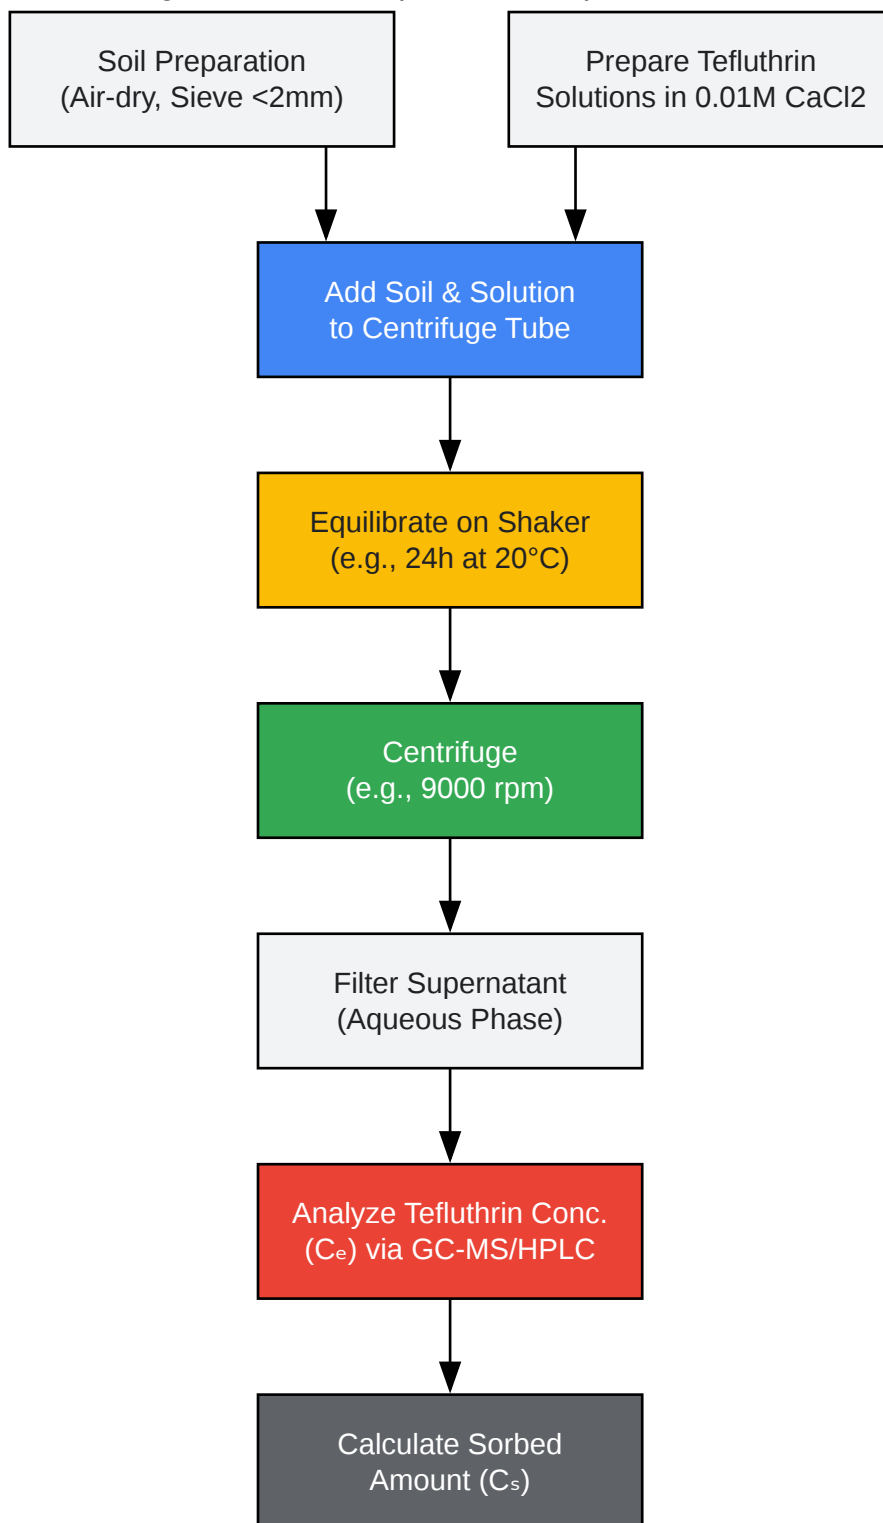 Soil Preparation
(Air-dry, Sieve <2mm)
Prepare Tefluthrin
Solutions in 0.01M CaCl2
Add Soil & Solution
to Centrifuge Tube
Equilibrate on Shaker
(e.g., 24h at 20°C)
Centrifuge
(e.g., 9000 rpm)
Filter Supernatant
(Aqueous Phase)
Analyze Tefluthrin Conc.
(Cₑ) via GC-MS/HPLC
Calculate Sorbed
Amount (Cₛ)